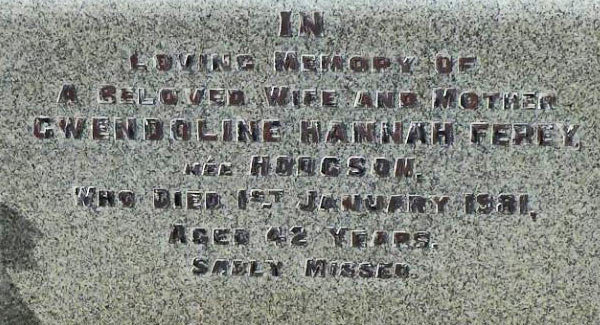 IN
LOVING MEMORY OF
A BELOVED WIFE AND MOTHER
GWENDOLINE HANNAH FEREY,
NEE HODGSON,
WHO DIED 1ST JANUARY 1981,
AGED 42 YEARS.
SADLY MISSED